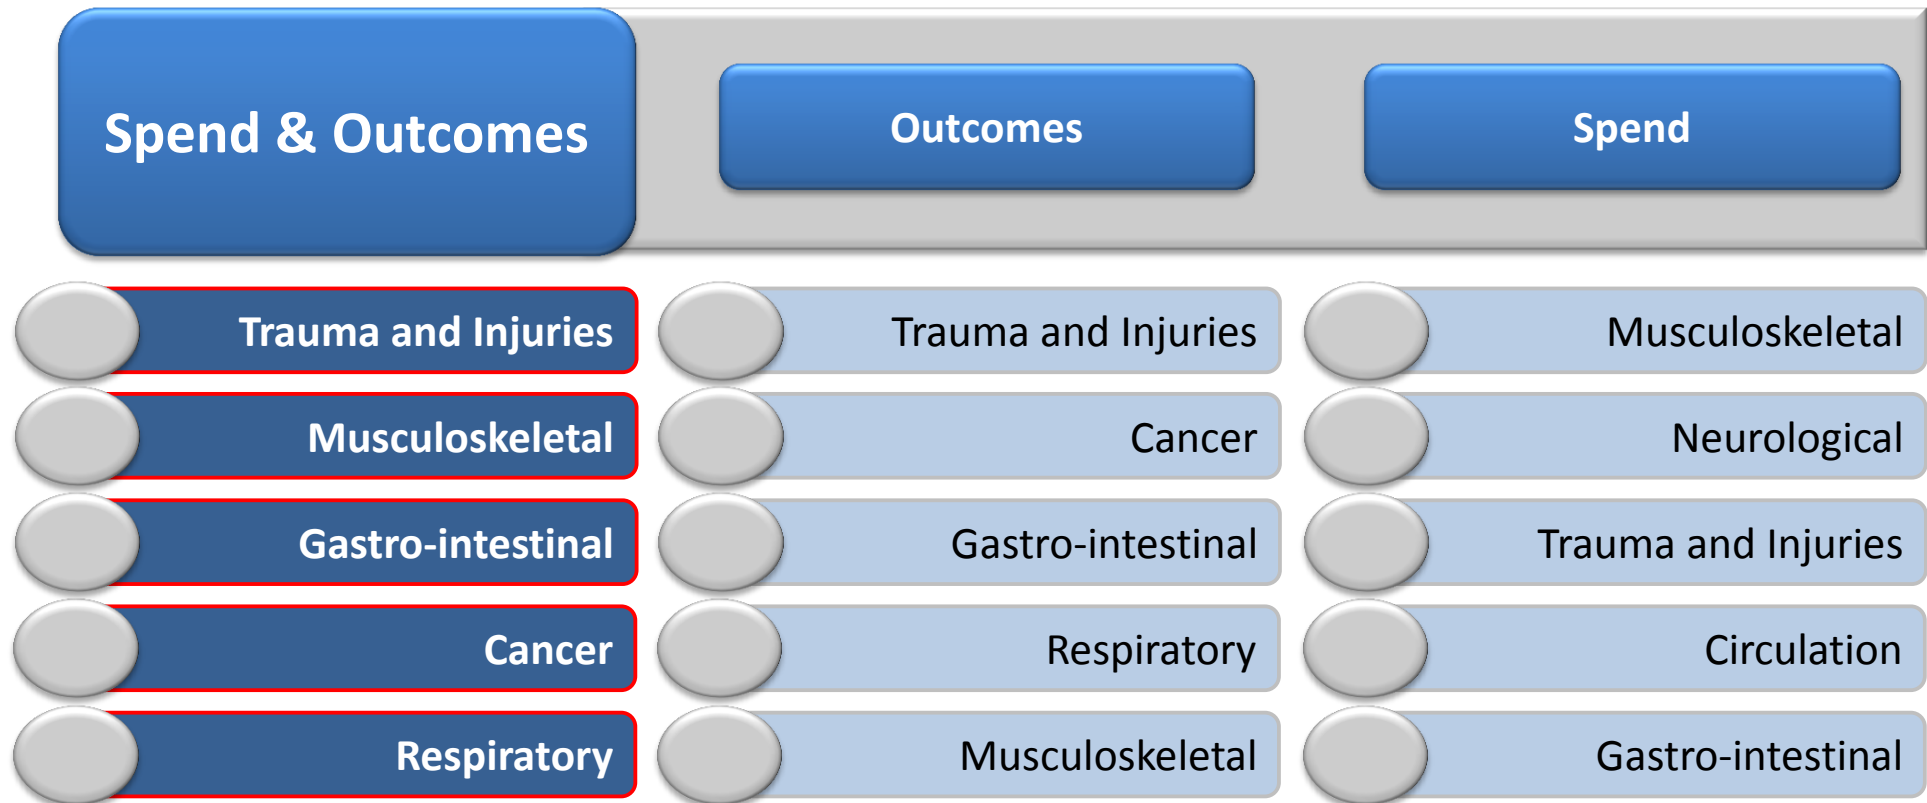 Spend & Outcomes
Outcomes
Spend
Trauma and Injuries
Trauma and Injuries
Musculoskeletal
Musculoskeletal
Cancer
Neurological
Gastro-intestinal
Gastro-intestinal
Trauma and Injuries
Cancer
Respiratory
Circulation
Respiratory
Musculoskeletal
Gastro-intestinal